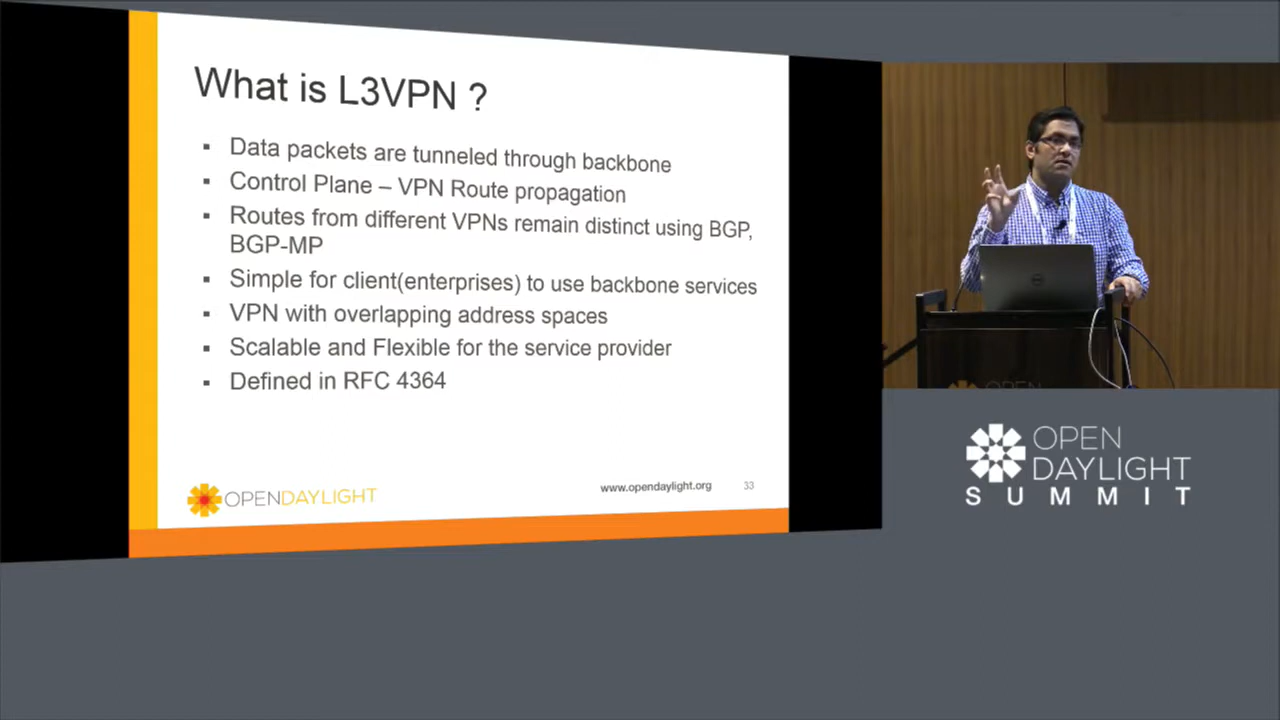 What is L3VPN ?
▪ Data packets are tunneled through backbone
▪ Control Plane – VPN Route propagation
▪ Routes from different VPNs remain distinct using BGP,
BGP-MP
▪ Simple for client(enterprises) to use backbone services
▪ VPN with overlapping address spaces
▪ Scalable and Flexible for the service provider
▪ Defined in RFC 4364
OPENDAYLIGHT
www.opendaylight.org
33
DELL
OPEN
OPEN
DAYLIGHT
SUMMIT